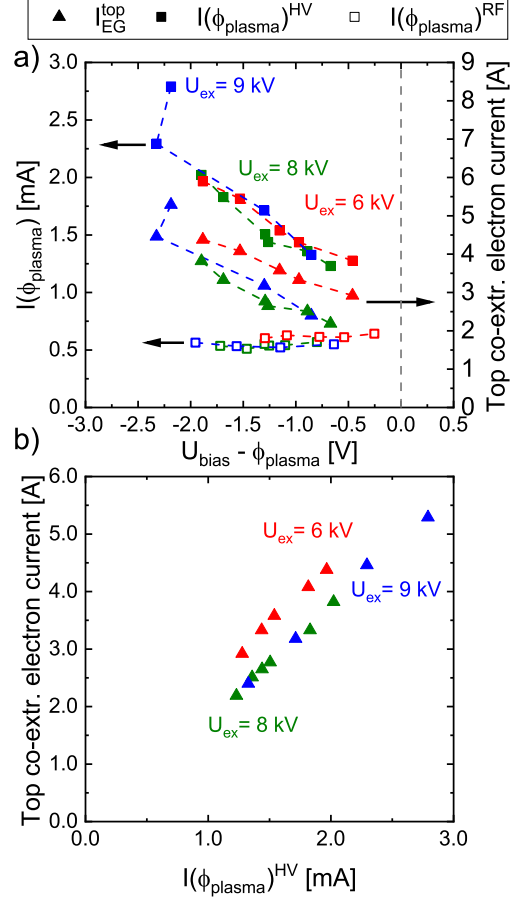 I_EG^top I(ϕ_plasma)^HV I(ϕ_plasma)^RF
a)
3.0
2.5
2.0
1.5
1.0
0.5
0.0
I(ϕ_plasma) [mA]
U_ex= 9 kV
U_ex= 8 kV
U_ex= 6 kV
9
8
7
6
5
4
3
2
1
0
Top co-extr. electron current [A]
-3.0 -2.5 -2.0 -1.5 -1.0 -0.5 0.0 0.5
U_bias - ϕ_plasma [V]
b)
6.0
5.0
4.0
3.0
2.0
1.0
0.0
Top co-extr. electron current [A]
U_ex= 6 kV
U_ex= 9 kV
U_ex= 8 kV
0.0 1.0 2.0 3.0
I(ϕ_plasma)^HV [mA]